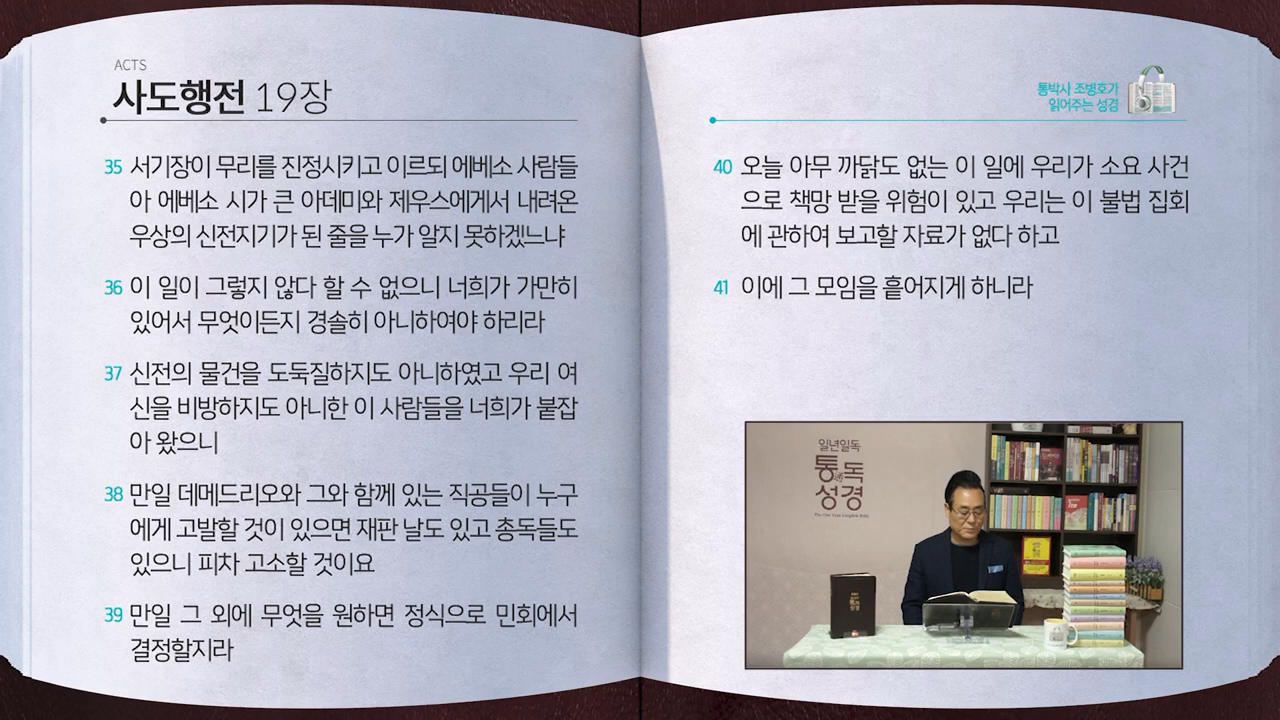 ACTS
사도행전 19장
35 서기장이 무리를 진정시키고 이르되 에베소 사람들
아 에베소 시가 큰 아데미와 제우스에게서 내려온
우상의 신전지기가 된 줄을 누가 알지 못하겠느냐
36 이 일이 그렇지 않다 할 수 없으니 너희가 가만히
있어서 무엇이든지 경솔히 아니하여야 하리라
37 신전의 물건을 도둑질하지도 아니하였고 우리 여
신을 비방하지도 아니한 이 사람들을 너희가 붙잡
아 왔으니
38 만일 데메드리오와 그와 함께 있는 직공들이 누구
에게 고발할 것이 있으면 재판 날도 있고 총독들도
있으니 피차 고소할 것이요
39 만일 그 외에 무엇을 원하면 정식으로 민회에서
결정할지라
통박사 조병호가
읽어주는 성경
40 오늘 아무 까닭도 없는 이 일에 우리가 소요 사건
으로 책망 받을 위험이 있고 우리는 이 불법 집회
에 관하여 보고할 자료가 없다 하고
41 이에 그 모임을 흩어지게 하니라
일년일독
통독
성경